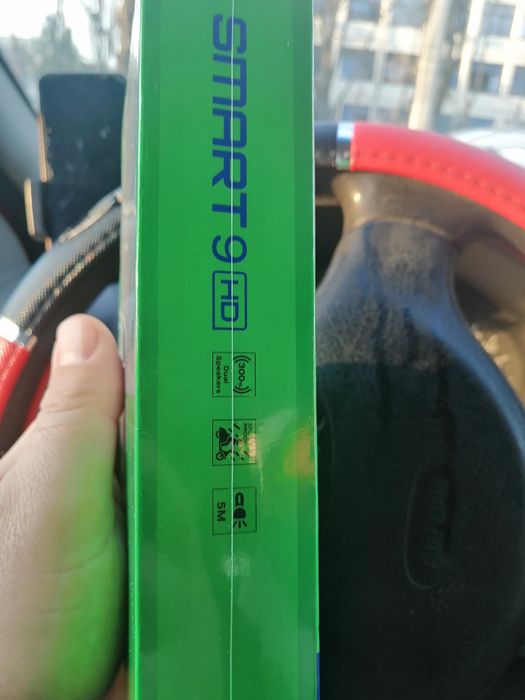 SMART 9 HD
300%
Dual
Speakers
5M